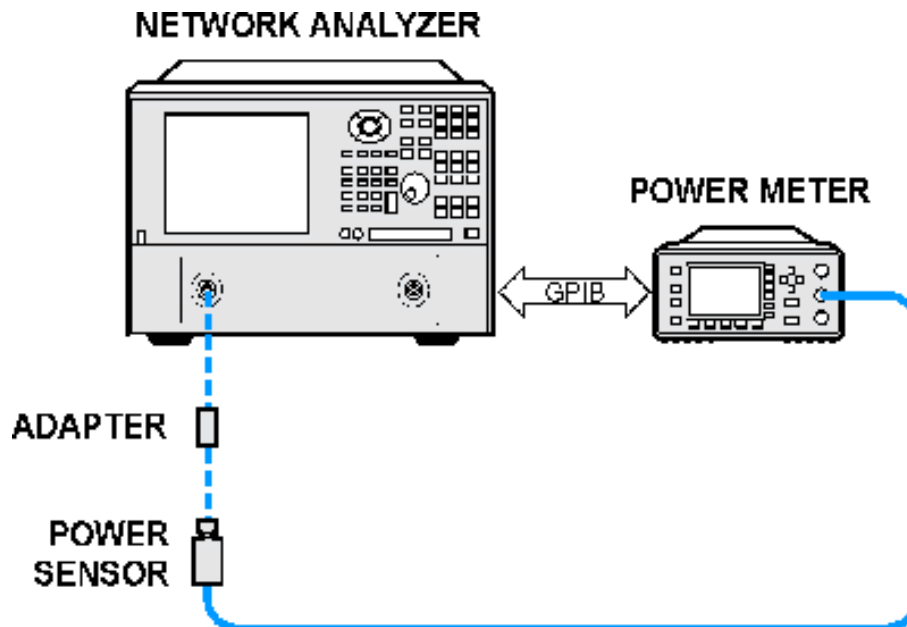 NETWORK ANALYZER
POWER METER
GPIB
ADAPTER
POWER
SENSOR